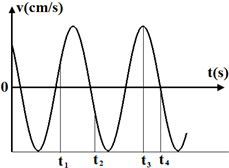 v(cm/s)
t(s)
0
t₁
t₂
t₃
t₄